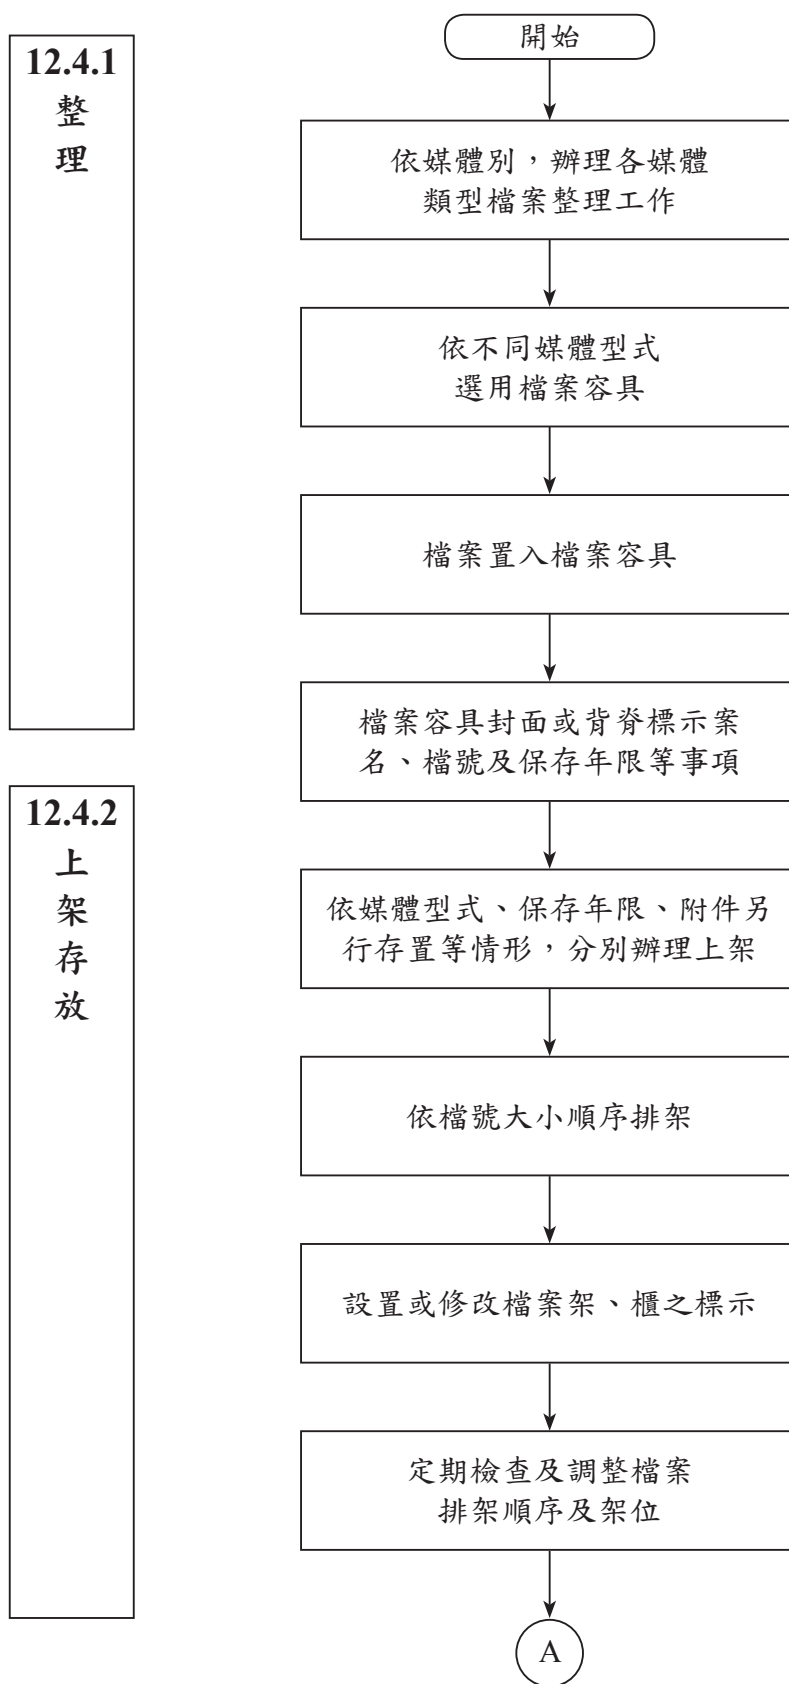 開始
12.4.1
整
理
依媒體別，辦理各媒體
類型檔案整理工作
依不同媒體型式
選用檔案容具
檔案置入檔案容具
檔案容具封面或背脊標示案
名、檔號及保存年限等事項
12.4.2
上
架
存
放
依媒體型式、保存年限、附件另
行存置等情形，分別辦理上架
依檔號大小順序排架
設置或修改檔案架、櫃之標示
定期檢查及調整檔案
排架順序及架位
A